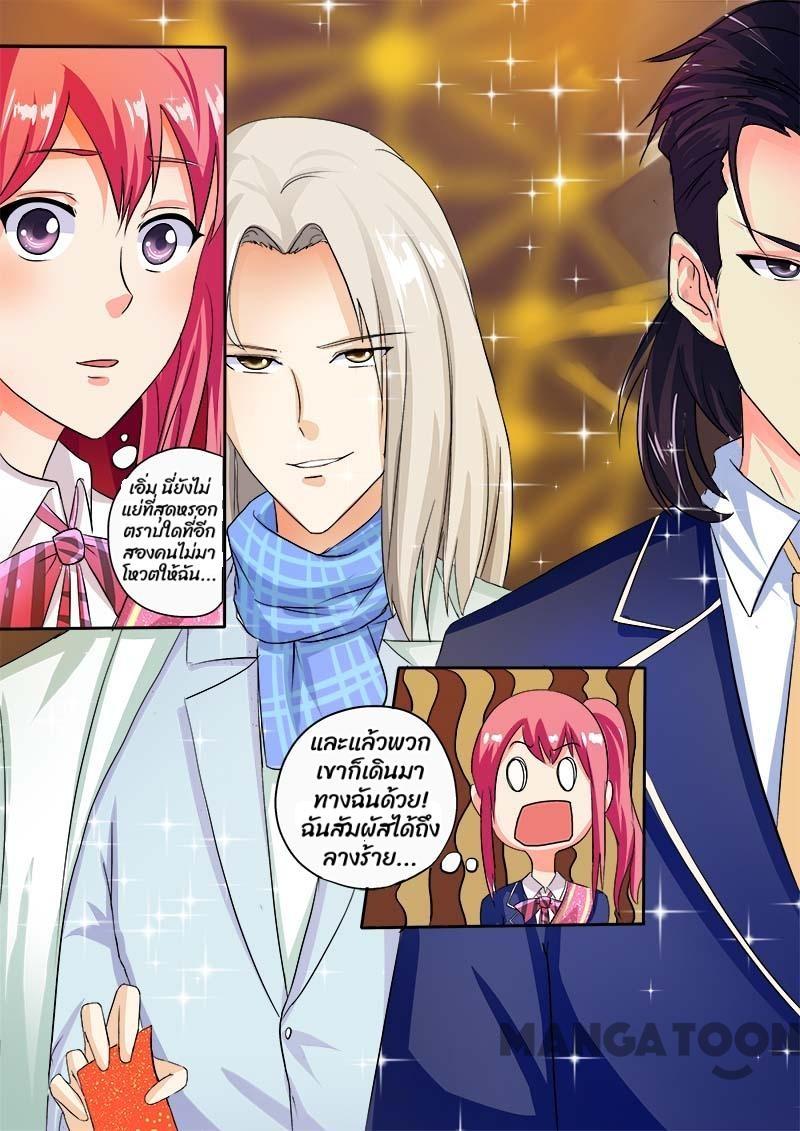 เอิ่ม นี่ยังไม่
แย่ที่สุดหรอก
ตราบใดที่อีก
สองคนไม่มา
โหวตให้ฉัน...
และแล้วพวก
เขาก็เดินมา
ทางฉันด้วย!
ฉันสัมผัสได้ถึง
ลางร้าย...
MANGATOON